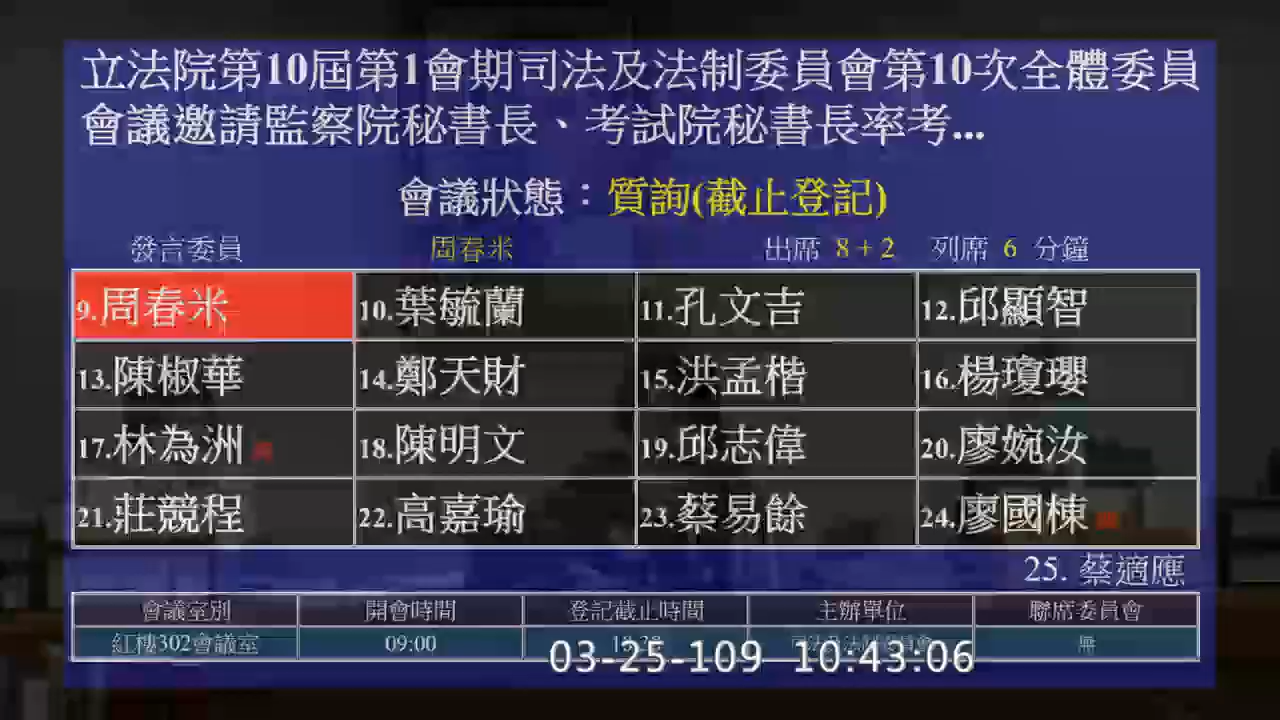 立法院第10屆第1會期司法及法制委員會第10次全體委員
會議邀請監察院秘書長、考試院秘書長率考...
會議狀態：質詢(截止登記)
發言委員 周春米 出席 8+2 列席 6 分鐘
9.周春米 10.葉毓蘭 11.孔文吉 12.邱顯智
13.陳椒華 14.鄭天財 15.洪孟楷 16.楊瓊瓔
17.林為洲 18.陳明文 19.邱志偉 20.廖婉汝
21.莊競程 22.高嘉瑜 23.蔡易餘 24.廖國棟
25. 蔡適應
會議室別 開會時間 登記截止時間 主辦單位 聯席委員會
紅樓302會議室 09:00 無
03-25-109 10:43:06